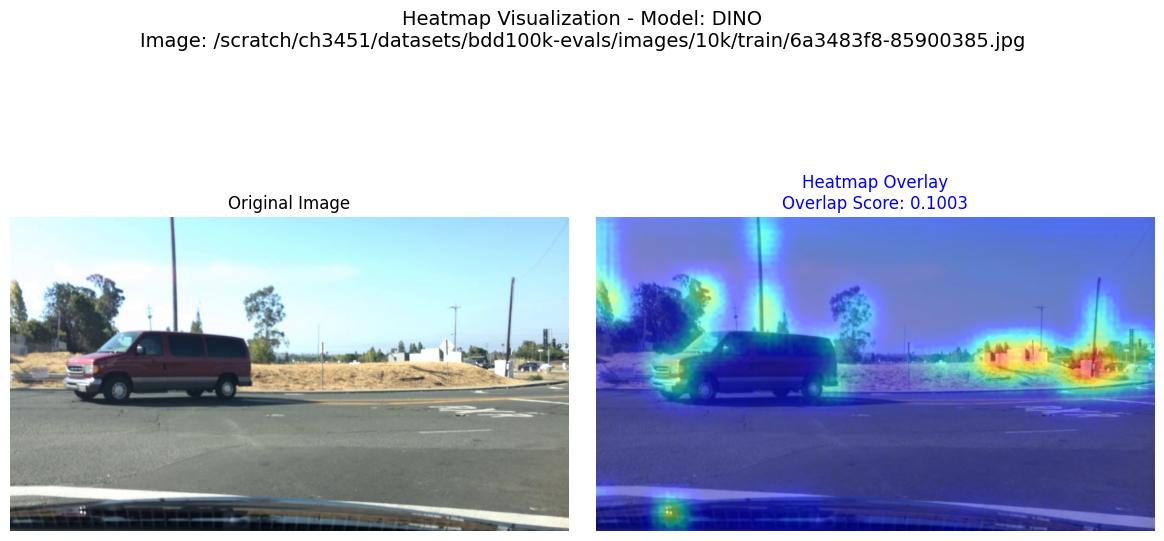 Heatmap Visualization - Model: DINO
Image: /scratch/ch3451/datasets/bdd100k-evals/images/10k/train/6a3483f8-85900385.jpg
Original Image
Heatmap Overlay
Overlap Score: 0.1003